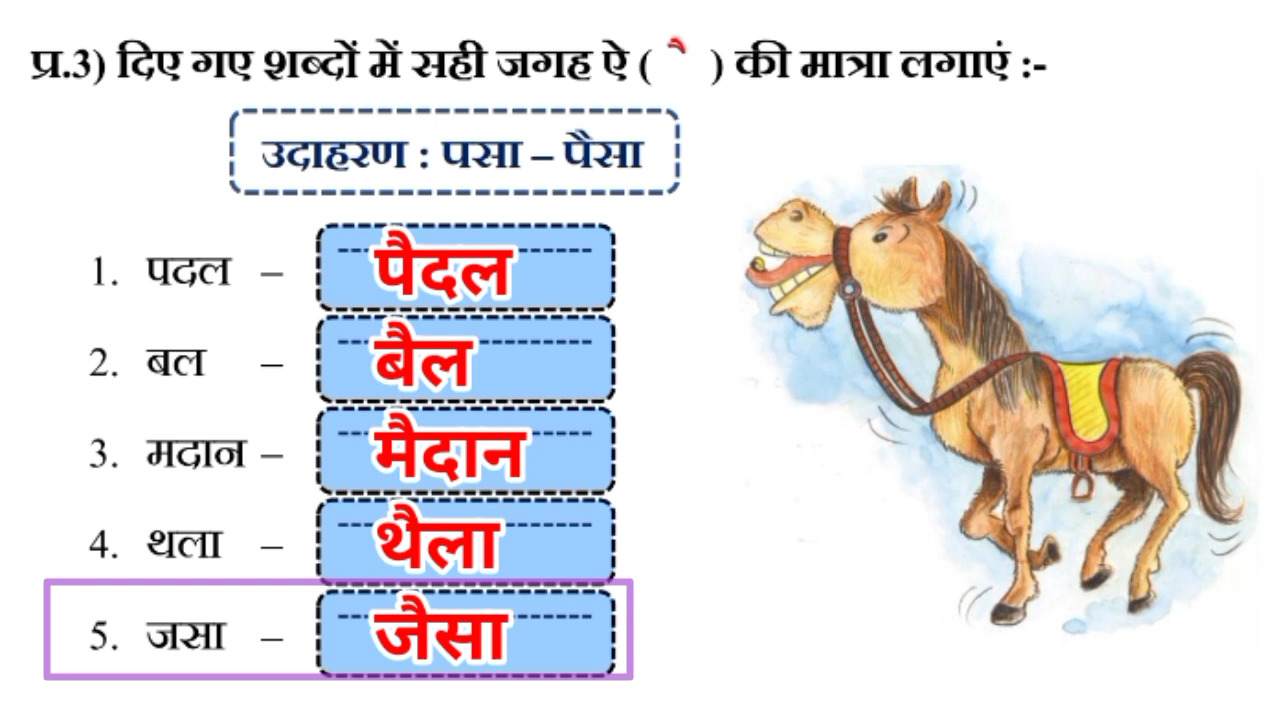 प्र.3) दिए गए शब्दों में सही जगह ऐ ( ै ) की मात्रा लगाएं :-
उदाहरण : पसा – पैसा
1. पदल – पैदल
2. बल – बैल
3. मदान – मैदान
4. थला – थैला
5. जसा – जैसा